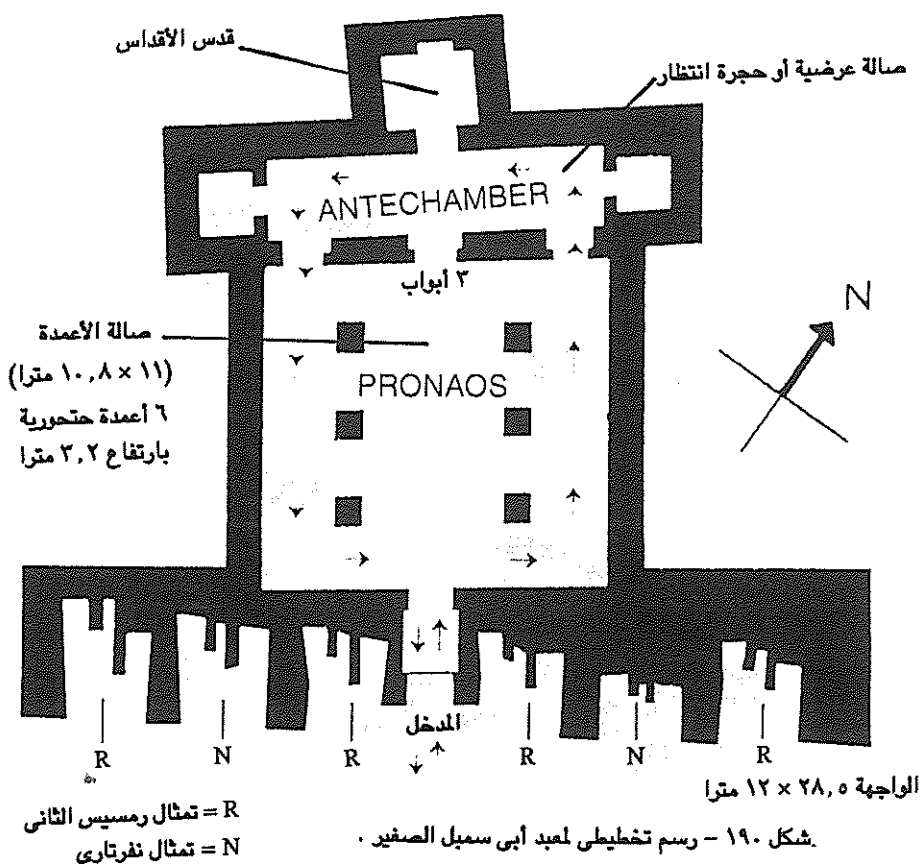 قدس الأقداس
صالة عرضية أو حجرة انتظار
ANTECHAMBER
٣ أبواب
N
صالة الأعمدة
(١١ × ١٠,٨ مترا)
٦ أعمدة حتحورية
بارتفاع ٣,٢ مترا
PRONAOS
المدخل
R N R R N R
الواجهة ٢٨,٥ × ١٢ مترا
R = تمثال رمسيس الثانى
N = تمثال نفرتارى
شكل ١٩٠ – رسم تخطيطى لمعبد أبى سمبل الصغير .